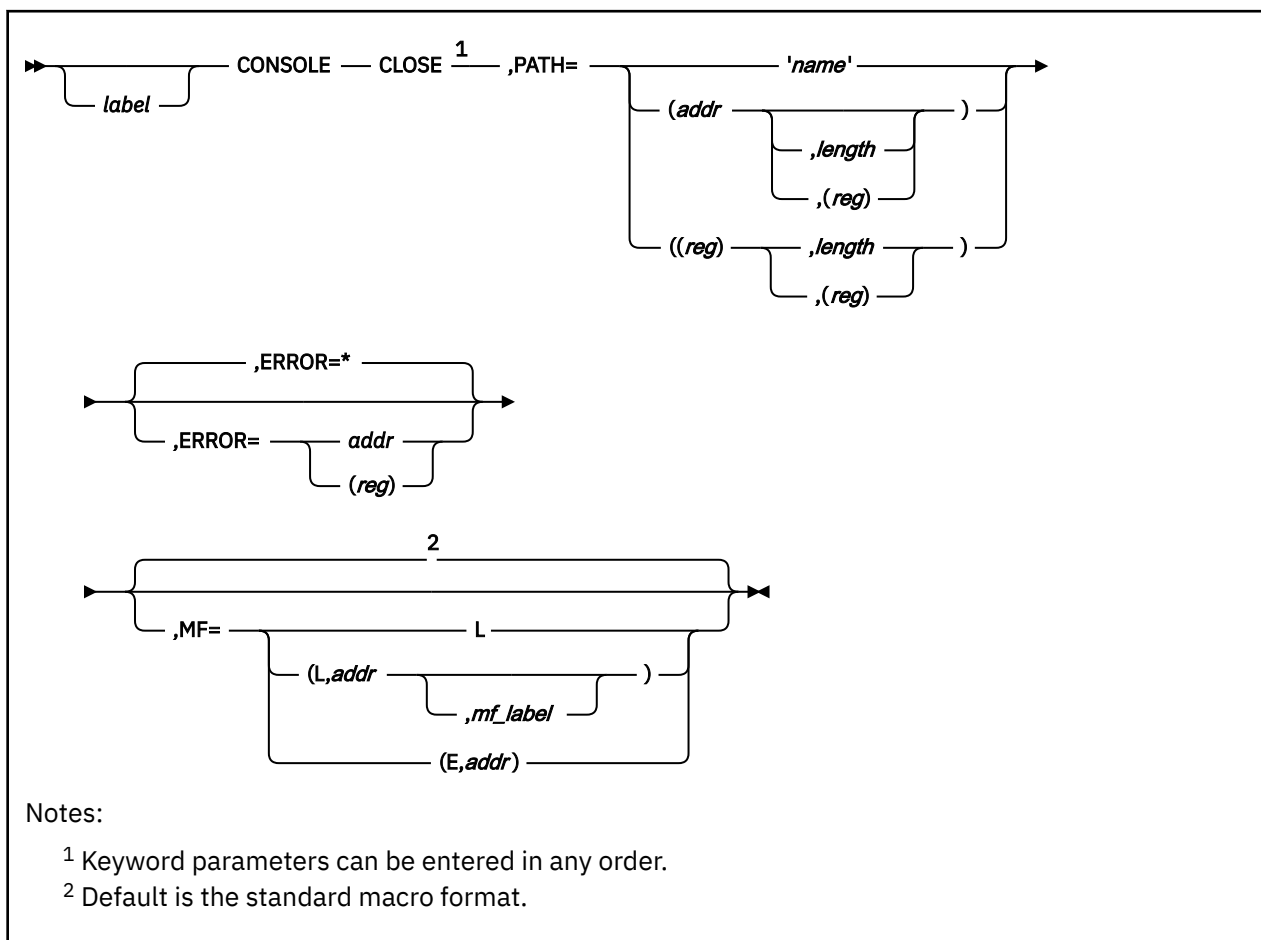 CONSOLE CLOSE 1 ,PATH= 'name'
label
(addr )
,length
,(reg)
((reg) ,length )
,(reg)
,ERROR=*
,ERROR= addr
(reg)
2
,MF= L
(L,addr )
,mf_label
(E,addr)
Notes:
1 Keyword parameters can be entered in any order.
2 Default is the standard macro format.